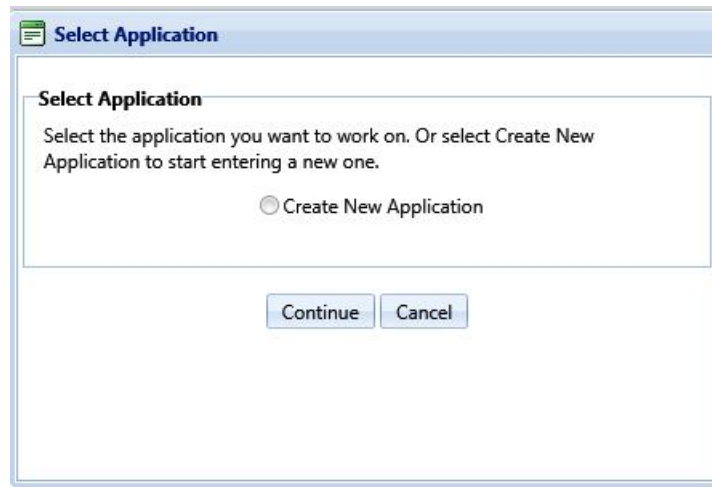 Select Application
Select Application
Select the application you want to work on. Or select Create New
Application to start entering a new one.
Create New Application
Continue Cancel